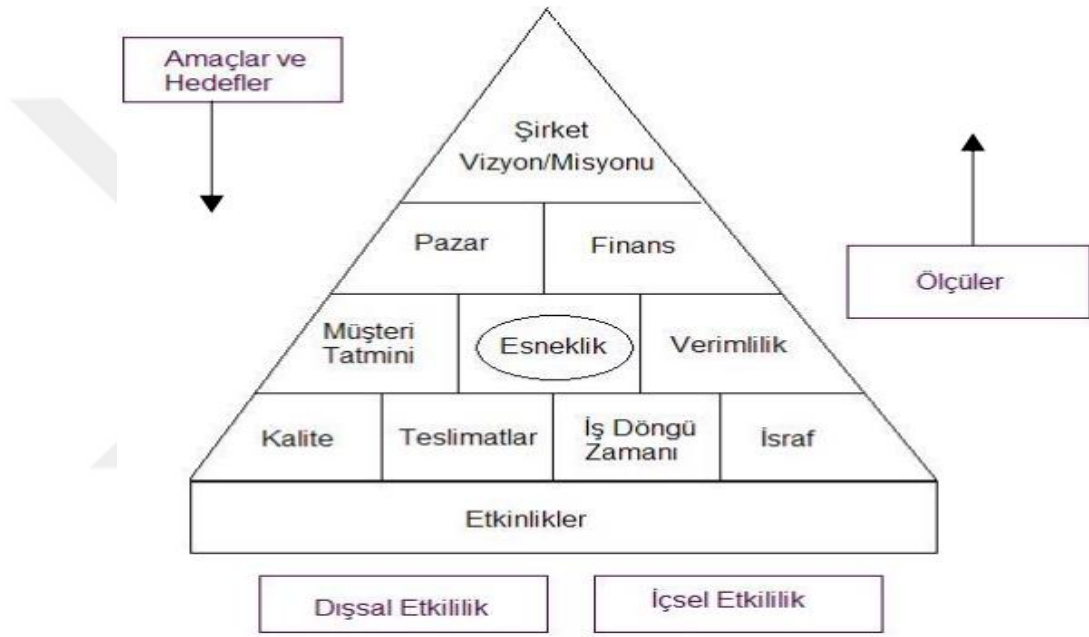 Amaçlar ve
Hedefler
Şirket
Vizyon/Misyonu
Pazar
Finans
Ölçüler
Müşteri
Tatmini
Esneklik
Verimlilik
Kalite
Teslimatlar
İş Döngü
Zamanı
İsraf
Etkinlikler
Dışsal Etkililik
İçsel Etkililik